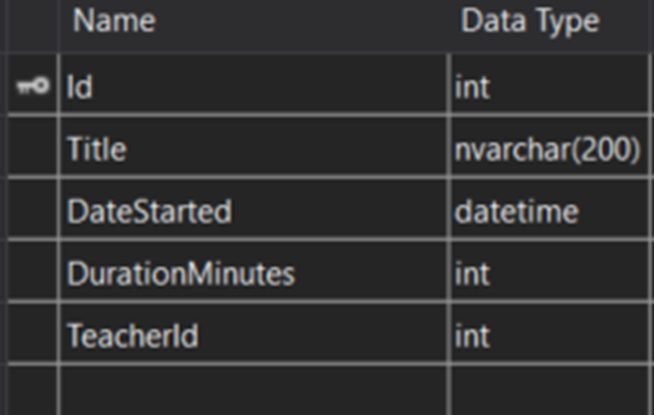 Name Data Type
Id int
Title nvarchar(200)
DateStarted datetime
DurationMinutes int
TeacherId int